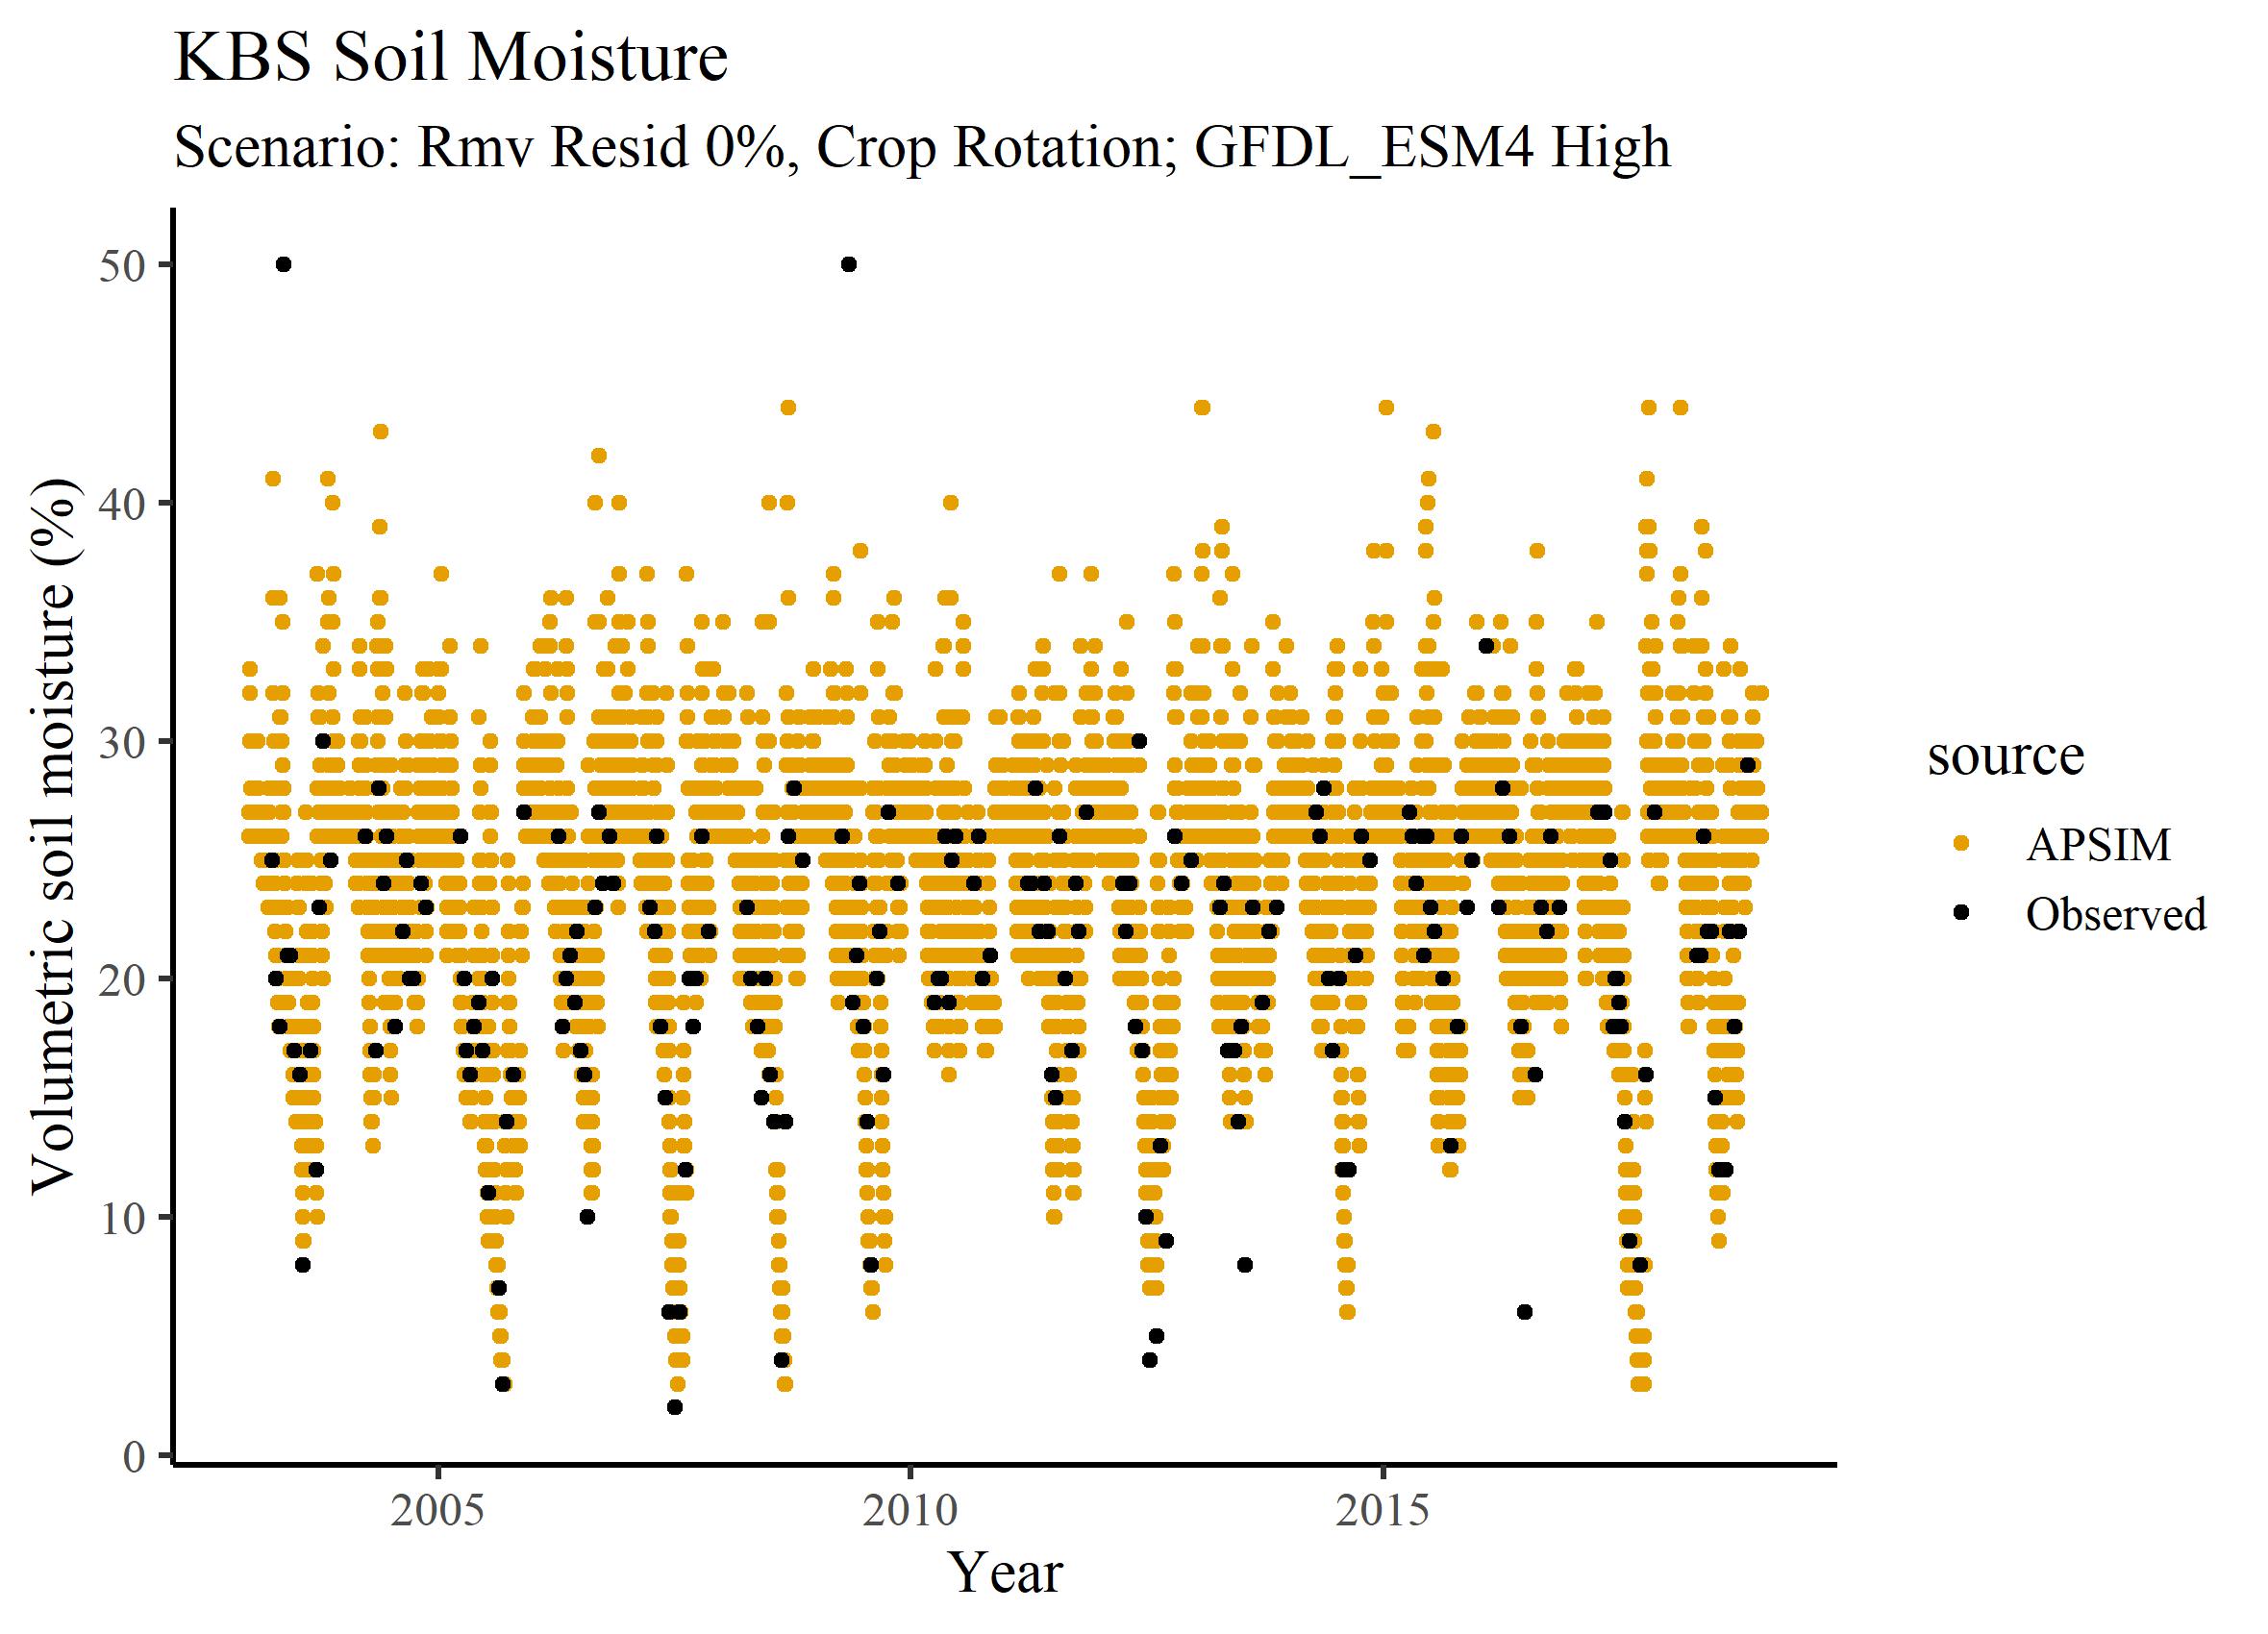 KBS Soil Moisture
Scenario: Rmv Resid 0%, Crop Rotation; GFDL_ESM4 High
Volumetric soil moisture (%)
50
40
30
20
10
0
2005
2010
2015
Year
source
APSIM
Observed